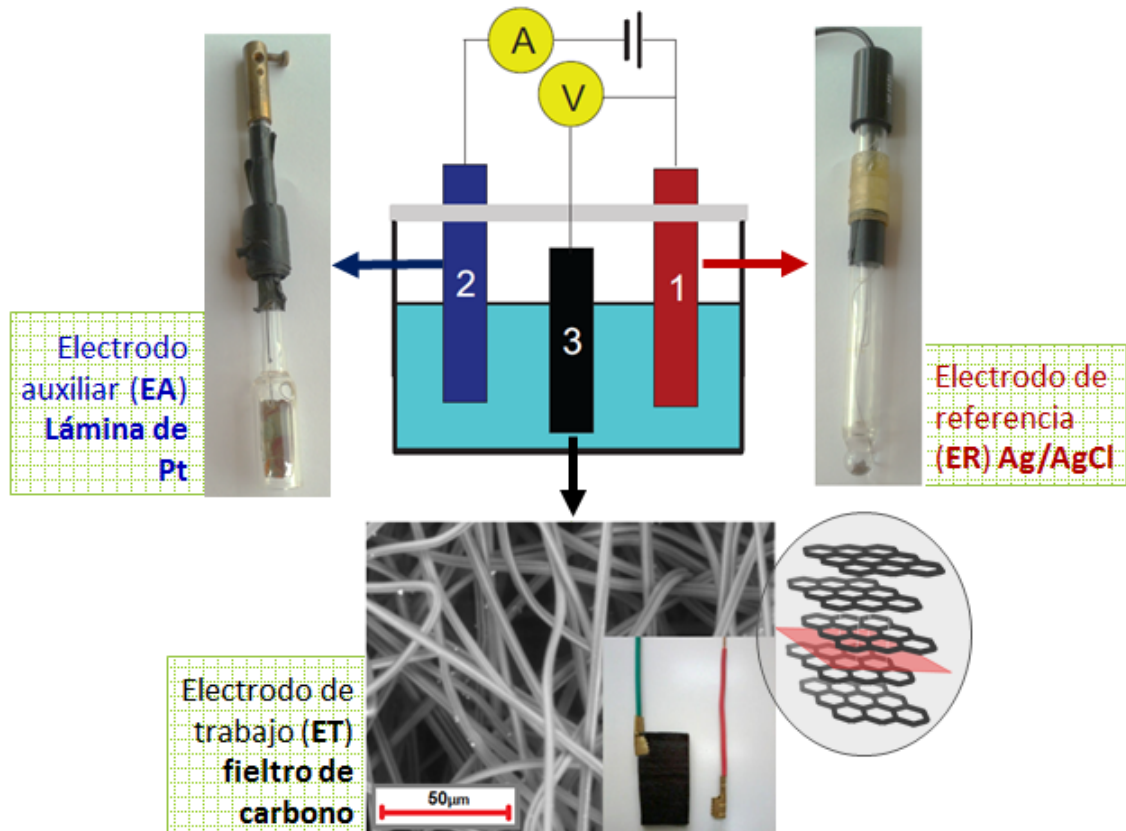 A
V
2
1
3
Electrodo
auxiliar (EA)
Lámina de
Pt
Electrodo de
referencia
(ER) Ag/AgCl
Electrodo de
trabajo (ET)
fieltro de
carbono
50µm